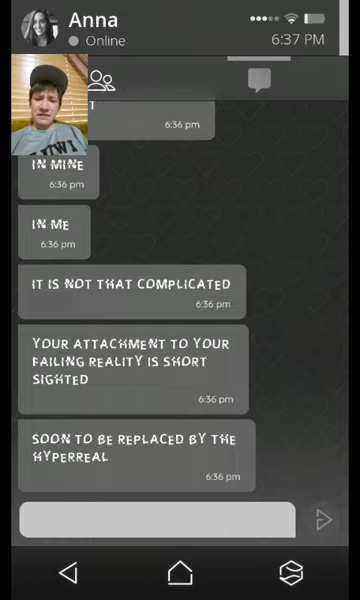 Anna
Online
6:37 PM
T
6:36 pm
IN MINE
6:36 pm
IN ME
6:36 pm
IT IS NOT THAT COMPLICATED
6:36 pm
YOUR ATTACHMENT TO YOUR
FAILING REALITY IS SHORT
SIGHTED
6:36 pm
SOON TO BE REPLACED BY THE
HYPERREAL
6:36 pm